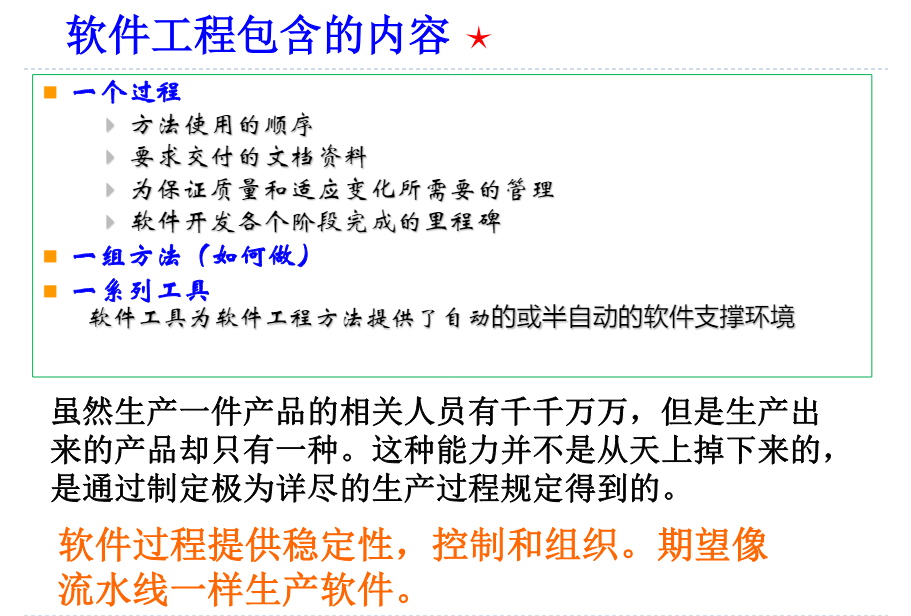 软件工程包含的内容 ★
一个过程
方法使用的顺序
要求交付的文档资料
为保证质量和适应变化所需要的管理
软件开发各个阶段完成的里程碑
一组方法（如何做）
一系列工具
软件工具为软件工程方法提供了自动的或半自动的软件支撑环境
虽然生产一件产品的相关人员有千千万万，但是生产出
来的产品却只有一种。这种能力并不是从天上掉下来的，
是通过制定极为详尽的生产过程规定得到的。
软件过程提供稳定性，控制和组织。期望像
流水线一样生产软件。